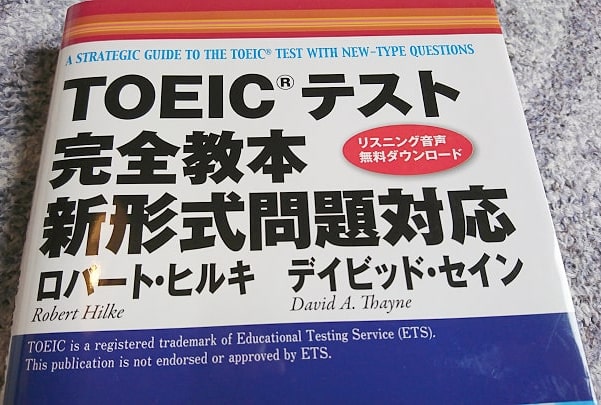 A STRATEGIC GUIDE TO THE TOEIC® TEST WITH NEW-TYPE QUESTIONS
TOEIC®テスト
完全教本
リスニング音声
無料ダウンロード
新形式問題対応
ロバート・ヒルキ デイビッド・セイン
Robert Hilke David A. Thayne
TOEIC is a registered trademark of Educational Testing Service (ETS).
This publication is not endorsed or approved by ETS.